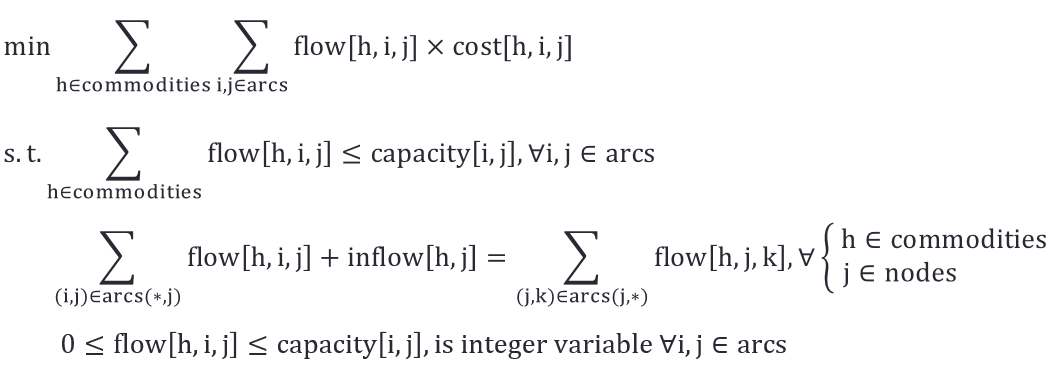 min ∑_{h∈commodities} ∑_{i,j∈arcs} flow[h, i, j] × cost[h, i, j]
s. t. ∑_{h∈commodities} flow[h, i, j] ≤ capacity[i, j], ∀i, j ∈ arcs
∑_{(i,j)∈arcs(∗,j)} flow[h, i, j] + inflow[h, j] = ∑_{(j,k)∈arcs(j,∗)} flow[h, j, k], ∀ { h ∈ commodities
j ∈ nodes
0 ≤ flow[h, i, j] ≤ capacity[i, j], is integer variable ∀i, j ∈ arcs